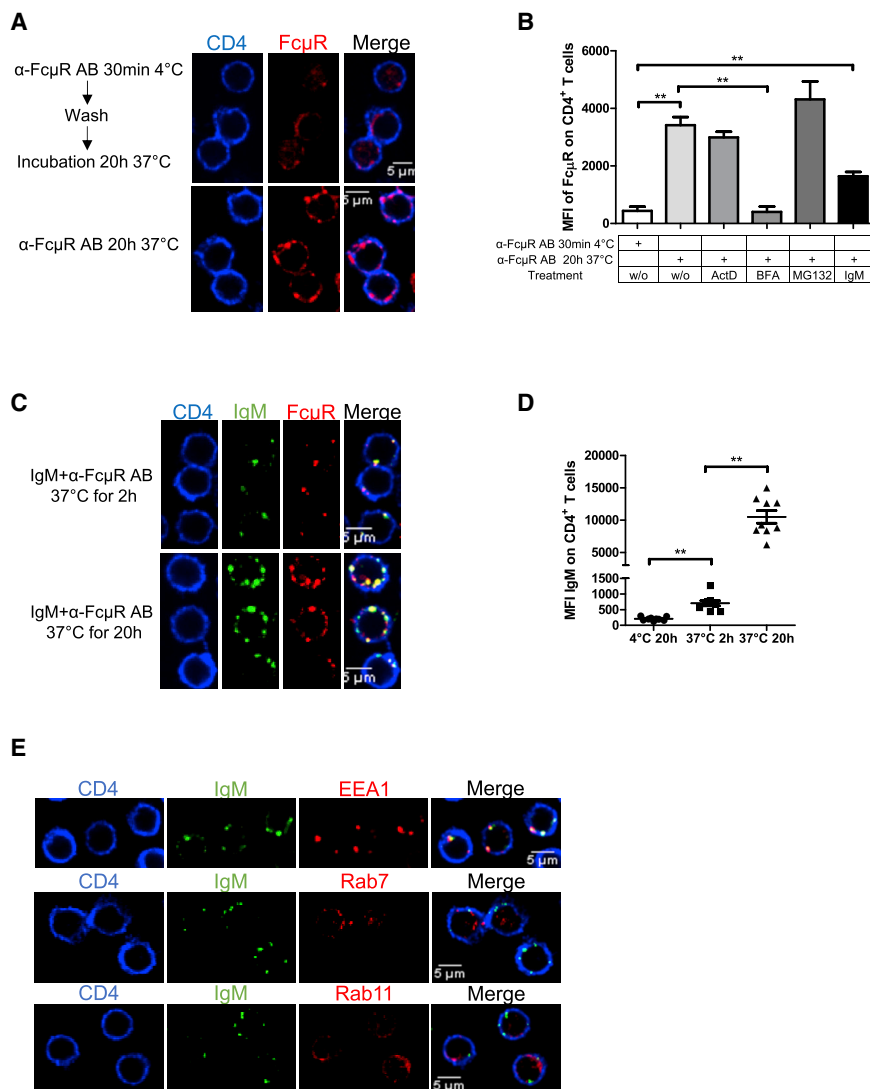 A
CD4 FcµR Merge
α-FcµR AB 30min 4°C
Wash
Incubation 20h 37°C
5 µm
5 µm
α-FcµR AB 20h 37°C
B
MFI of FcµR on CD4⁺ T cells
6000
4000
2000
0
**
**
**
α-FcµR AB 30min 4°C +
α-FcµR AB 20h 37°C + + + + +
Treatment w/o w/o ActD BFA MG132 IgM
C
CD4 IgM FcµR Merge
IgM+α-FcµR AB
37°C for 2h
5 µm
IgM+α-FcµR AB
37°C for 20h
5 µm
D
MFI IgM on CD4⁺ T cells
20000
15000
10000
5000
1500
1000
500
0
**
**
4°C 20h 37°C 2h 37°C 20h
E
CD4 IgM EEA1 Merge
5 µm
CD4 IgM Rab7 Merge
5 µm
CD4 IgM Rab11 Merge
5 µm